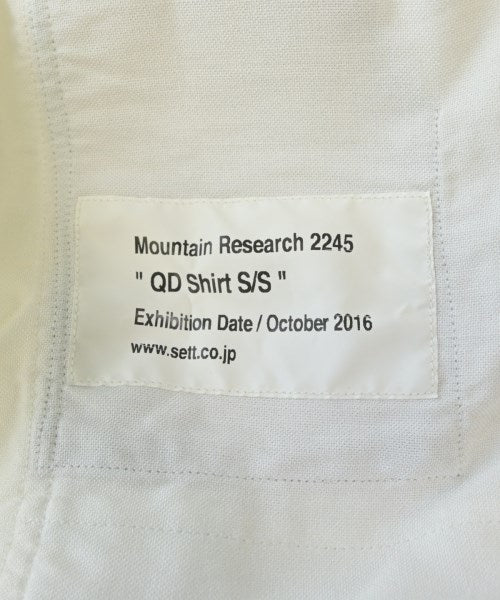 Mountain Research 2245
" QD Shirt S/S "
Exhibition Date / October 2016
www.sett.co.jp